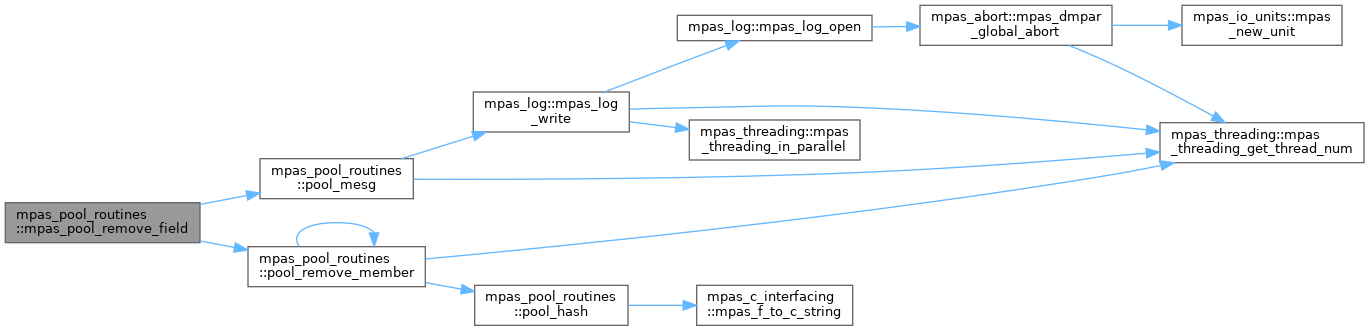 mpas_pool_routines
::mpas_pool_remove_field
mpas_pool_routines
::pool_mesg
mpas_log::mpas_log
_write
mpas_log::mpas_log_open
mpas_abort::mpas_dmpar
_global_abort
mpas_io_units::mpas
_new_unit
mpas_threading::mpas
_threading_get_thread_num
mpas_threading::mpas
_threading_in_parallel
mpas_pool_routines
::pool_remove_member
mpas_pool_routines
::pool_hash
mpas_c_interfacing
::mpas_f_to_c_string